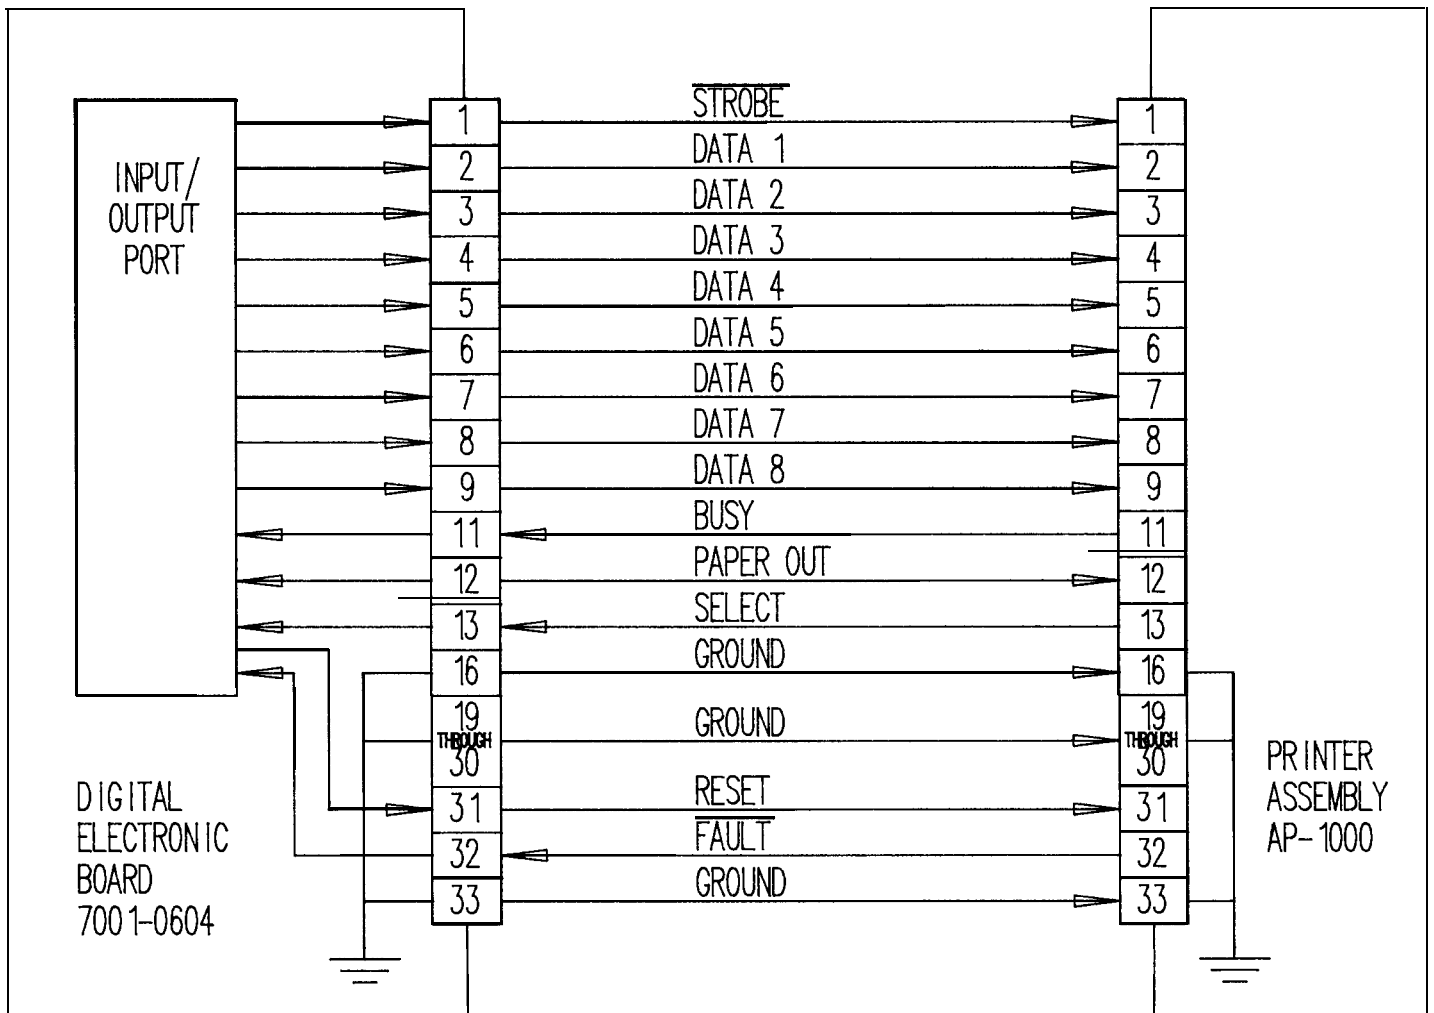 INPUT/
OUTPUT
PORT
1 STROBE 1
2 DATA 1 2
3 DATA 2 3
4 DATA 3 4
5 DATA 4 5
6 DATA 5 6
7 DATA 6 7
8 DATA 7 8
9 DATA 8 9
11 BUSY 11
12 PAPER OUT 12
13 SELECT 13
16 GROUND 16
19
THROUGH
30
GROUND
19
THROUGH
30
31 RESET 31
32 FAULT 32
33 GROUND 33
DIGITAL
ELECTRONIC
BOARD
7001-0604
PRINTER
ASSEMBLY
AP-1000